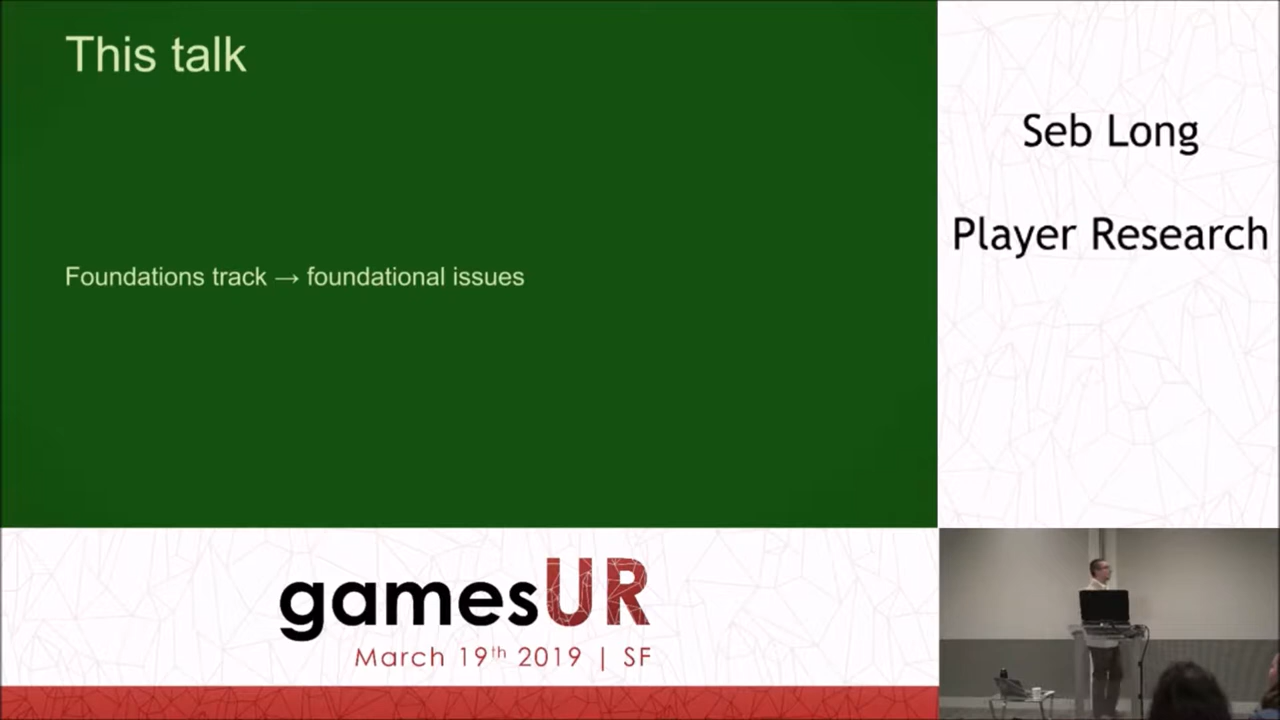 This talk
Foundations track → foundational issues
Seb Long
Player Research
gamesUR
March 19th 2019 | SF